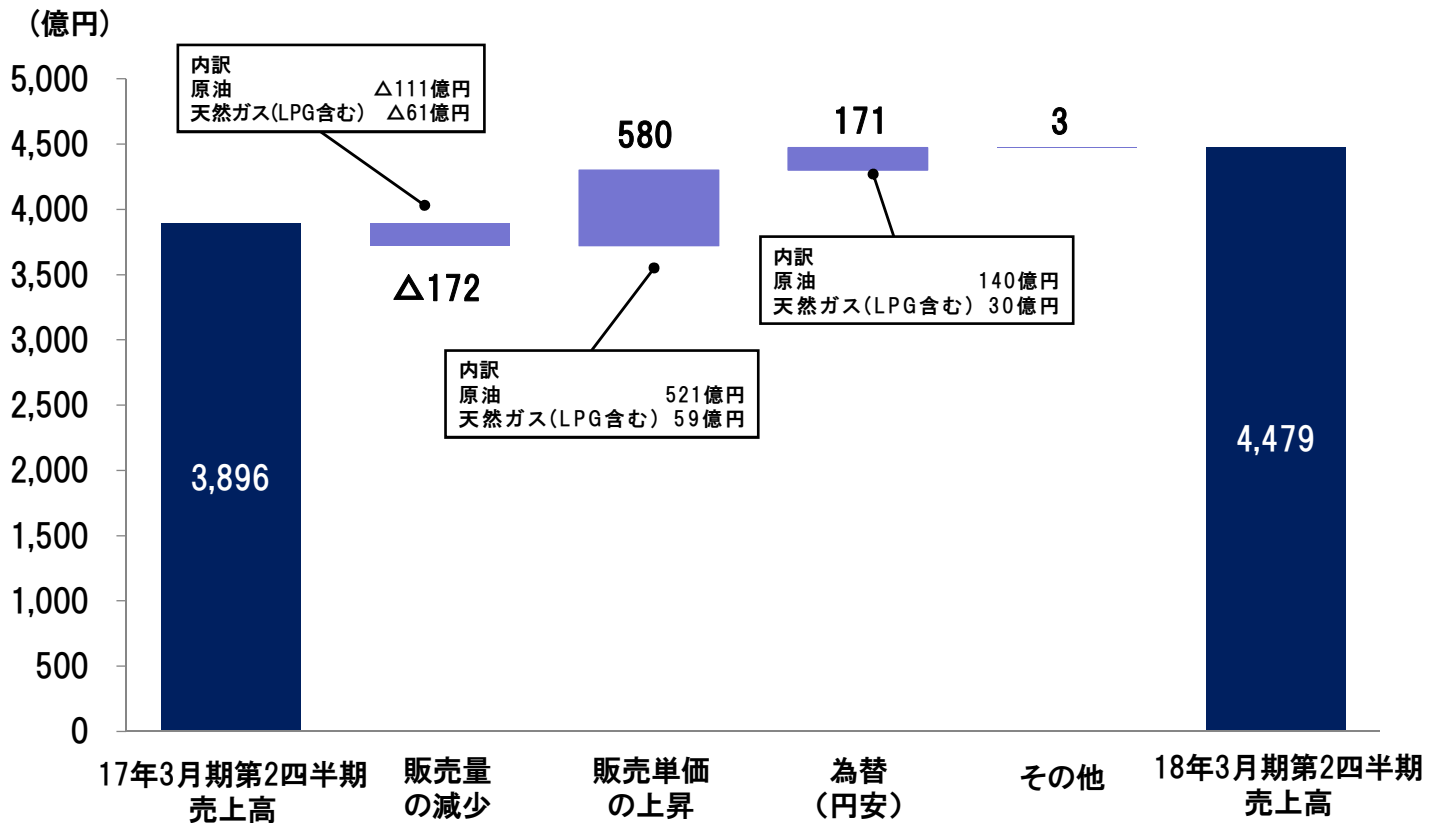 (億円)
5,000
4,500
4,000
3,500
3,000
2,500
2,000
1,500
1,000
500
0
内訳
原油 △111億円
天然ガス(LPG含む) △61億円
580
171
3
△172
内訳
原油 140億円
天然ガス(LPG含む) 30億円
内訳
原油 521億円
天然ガス(LPG含む) 59億円
3,896
4,479
17年3月期第2四半期
売上高
販売量
の減少
販売単価
の上昇
為替
(円安)
その他
18年3月期第2四半期
売上高